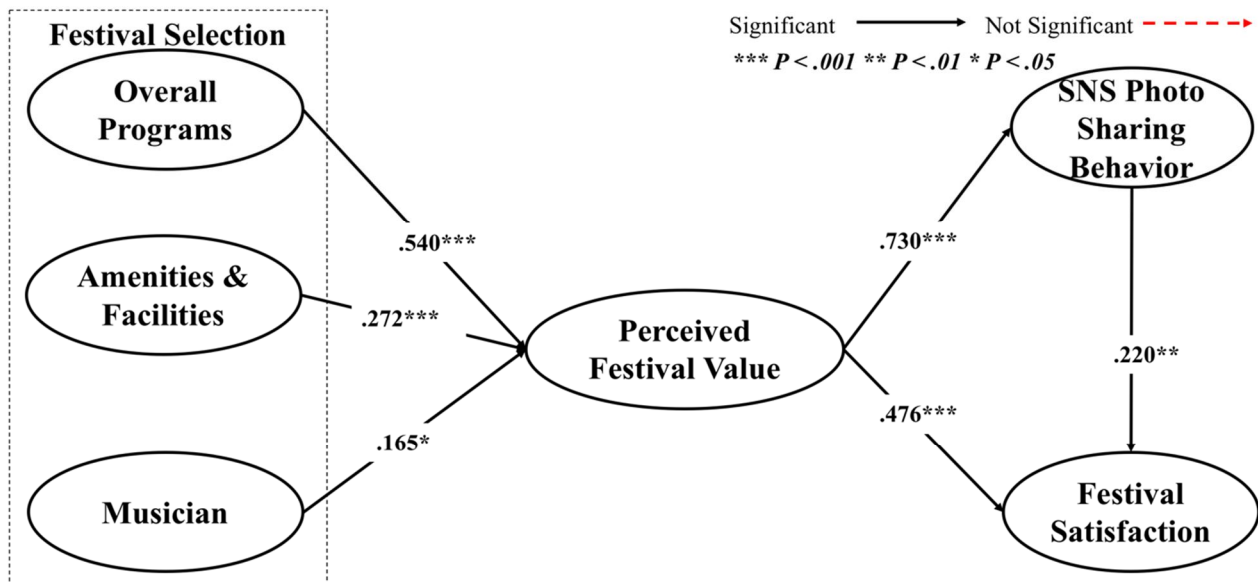 Festival Selection
Overall
Programs
Amenities &
Facilities
Musician
.540***
.272***
.165*
Perceived
Festival Value
Significant
Not Significant
*** P < .001 ** P < .01 * P < .05
SNS Photo
Sharing
Behavior
.730***
.476***
.220**
Festival
Satisfaction